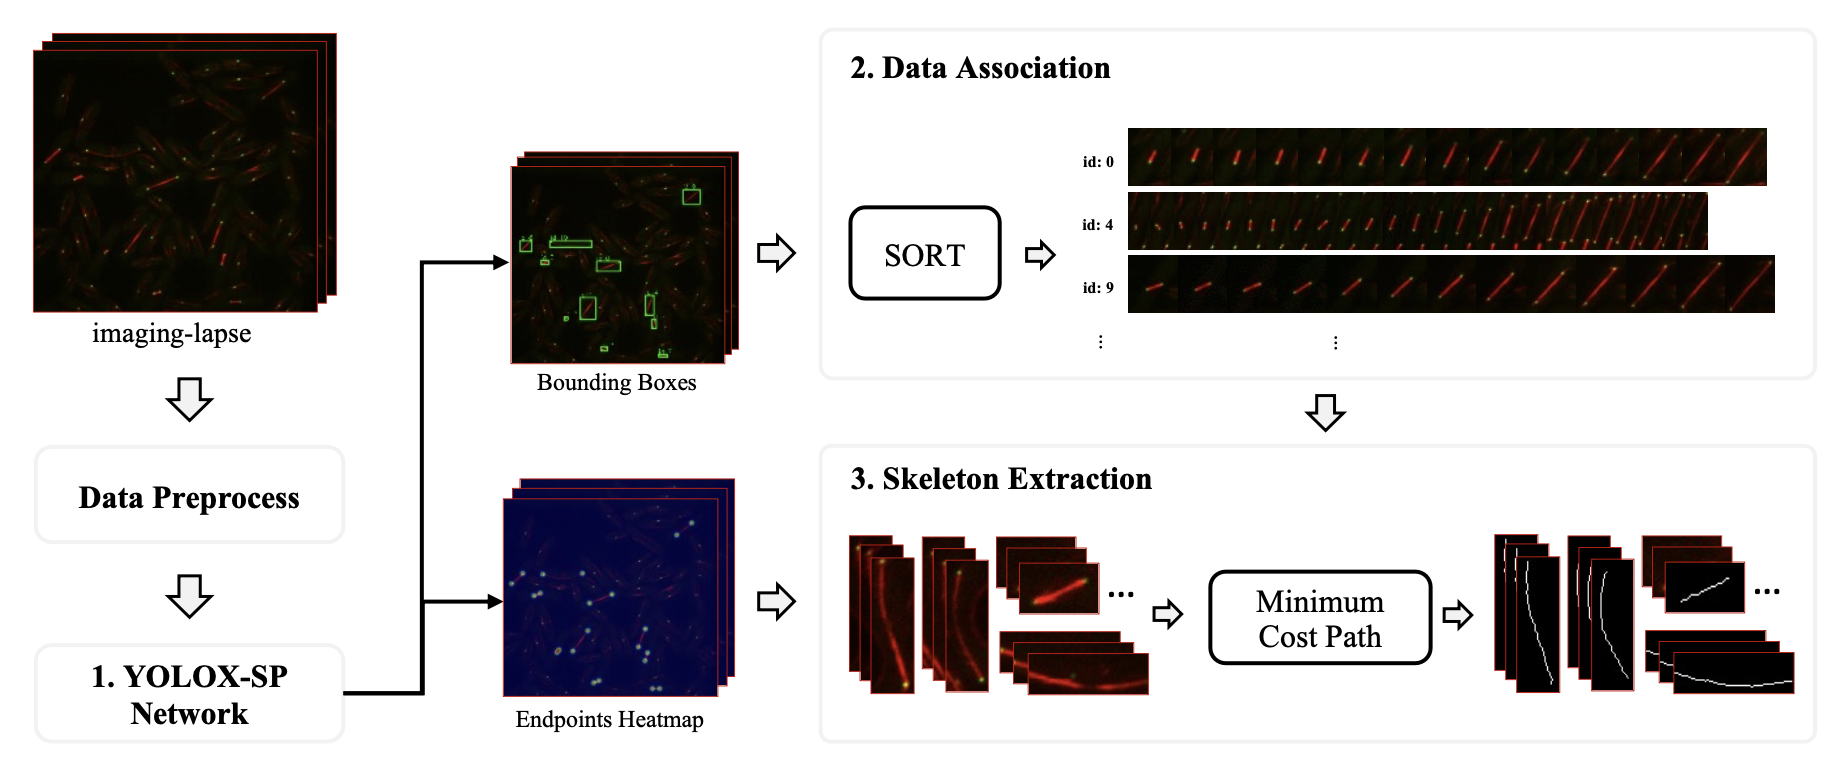 imaging-lapse
Data Preprocess
1. YOLOX-SP
Network
Bounding Boxes
Endpoints Heatmap
2. Data Association
SORT
id: 0
id: 4
id: 9
⋮ ⋮
3. Skeleton Extraction
...
Minimum
Cost Path
...